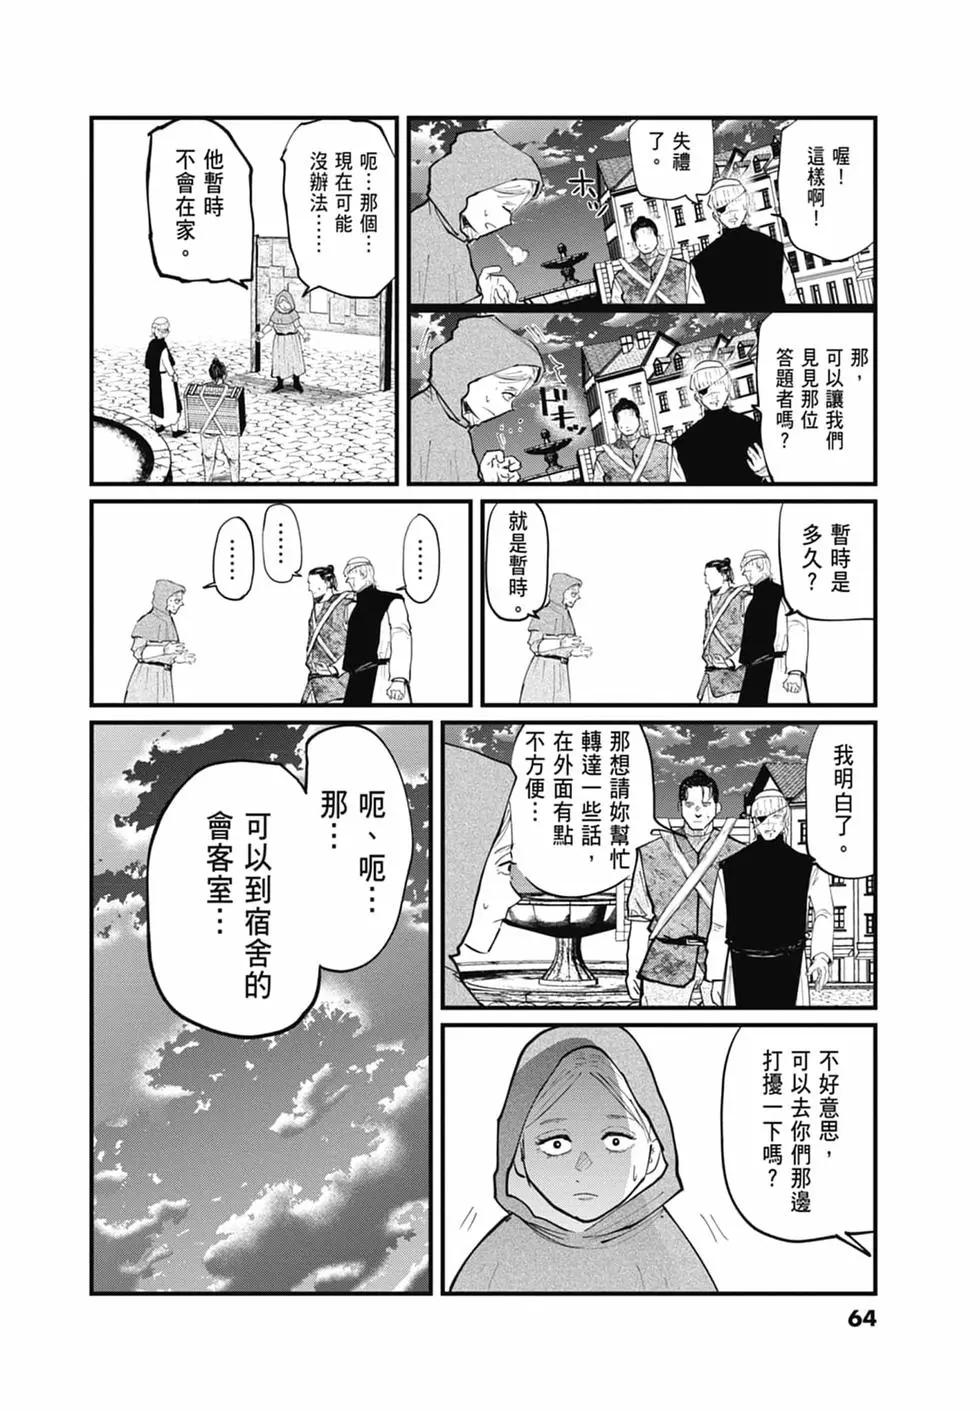 喔！
這樣啊！
失禮
了。
ホッ
那，
可以讓我們
見見那位
答題者嗎？
ドキッ
呃…那個…
現在可能
沒辦法……
他暫時
不會在家。
暫時是
多久？
就是暫時。
……
……
……
我明白了。
那想請妳幫忙
轉達一些話，
在外面有點
不方便…
不好意思，
可以去你們那邊
打擾一下嗎？
呃、呃…
那…
可以到宿舍的
會客室…
64